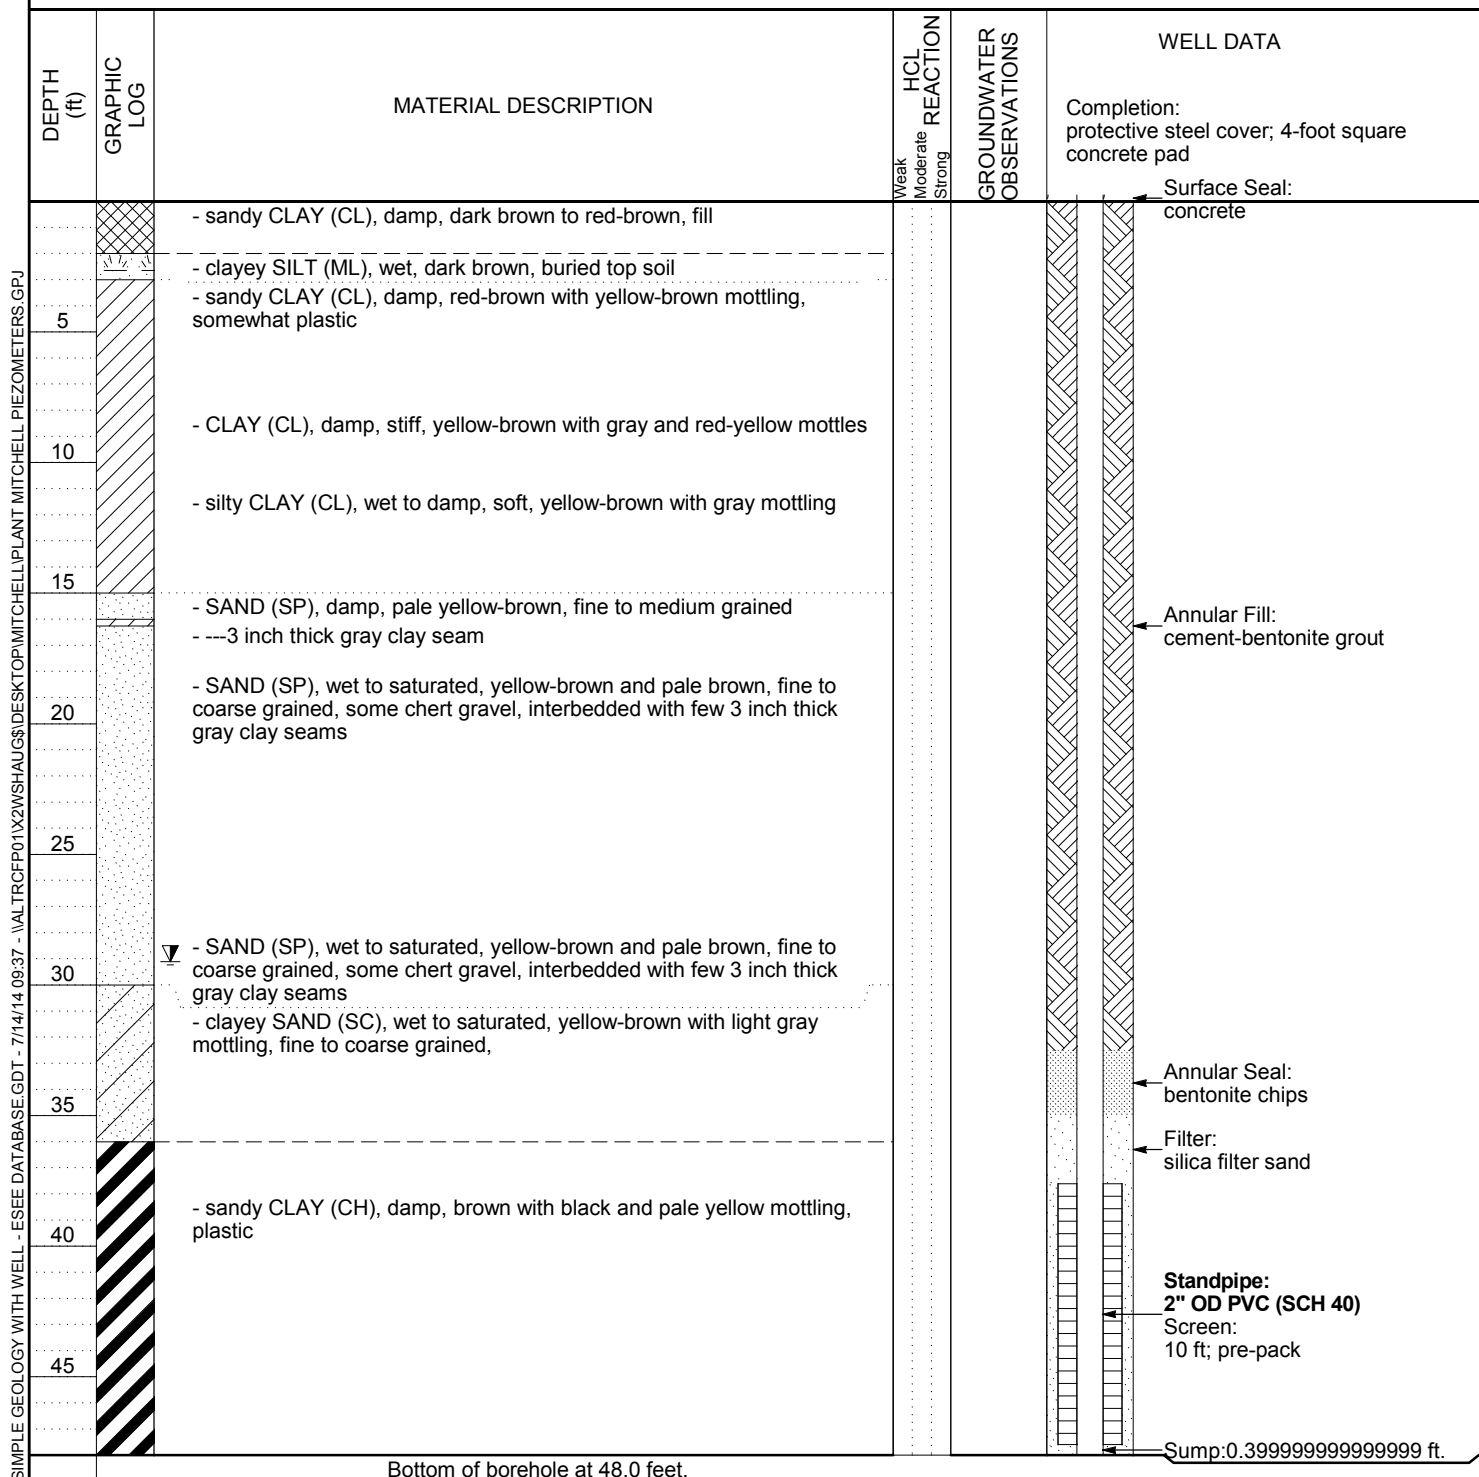 DEPTH
(ft)
GRAPHIC
LOG
MATERIAL DESCRIPTION
HCL
REACTION
Weak
Moderate
Strong
GROUNDWATER
OBSERVATIONS
WELL DATA
Completion:
protective steel cover; 4-foot square
concrete pad
Surface Seal:
concrete
- sandy CLAY (CL), damp, dark brown to red-brown, fill
- clayey SILT (ML), wet, dark brown, buried top soil
- sandy CLAY (CL), damp, red-brown with yellow-brown mottling,
somewhat plastic
5
- CLAY (CL), damp, stiff, yellow-brown with gray and red-yellow mottles
10
- silty CLAY (CL), wet to damp, soft, yellow-brown with gray mottling
15
- SAND (SP), damp, pale yellow-brown, fine to medium grained
- ---3 inch thick gray clay seam
Annular Fill:
cement-bentonite grout
- SAND (SP), wet to saturated, yellow-brown and pale brown, fine to
coarse grained, some chert gravel, interbedded with few 3 inch thick
gray clay seams
20
25
- SAND (SP), wet to saturated, yellow-brown and pale brown, fine to
coarse grained, some chert gravel, interbedded with few 3 inch thick
gray clay seams
30
- clayey SAND (SC), wet to saturated, yellow-brown with light gray
mottling, fine to coarse grained,
Annular Seal:
bentonite chips
35
Filter:
silica filter sand
- sandy CLAY (CH), damp, brown with black and pale yellow mottling,
plastic
40
Standpipe:
2" OD PVC (SCH 40)
Screen:
10 ft; pre-pack
45
Sump:0.399999999999999 ft.
Bottom of borehole at 48.0 feet.
SIMPLE GEOLOGY WITH WELL - ESEE DATABASE.GDT - 7/14/14 09:37 - \\ALTRCFP01\X2WSHAUG$\DESKTOP\MITCHELL\PLANT MITCHELL PIEZOMETERS.GPJ